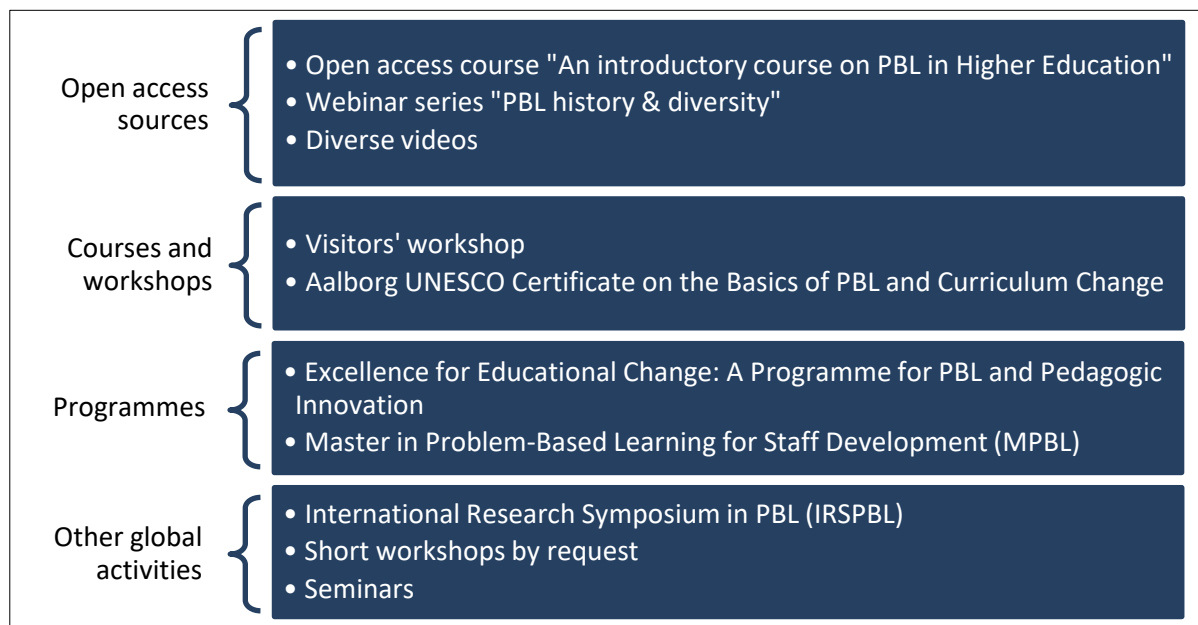 Open access
sources
• Open access course "An introductory course on PBL in Higher Education"
• Webinar series "PBL history & diversity"
• Diverse videos
Courses and
workshops
• Visitors' workshop
• Aalborg UNESCO Certificate on the Basics of PBL and Curriculum Change
Programmes
• Excellence for Educational Change: A Programme for PBL and Pedagogic
Innovation
• Master in Problem-Based Learning for Staff Development (MPBL)
Other global
activities
• International Research Symposium in PBL (IRSPBL)
• Short workshops by request
• Seminars